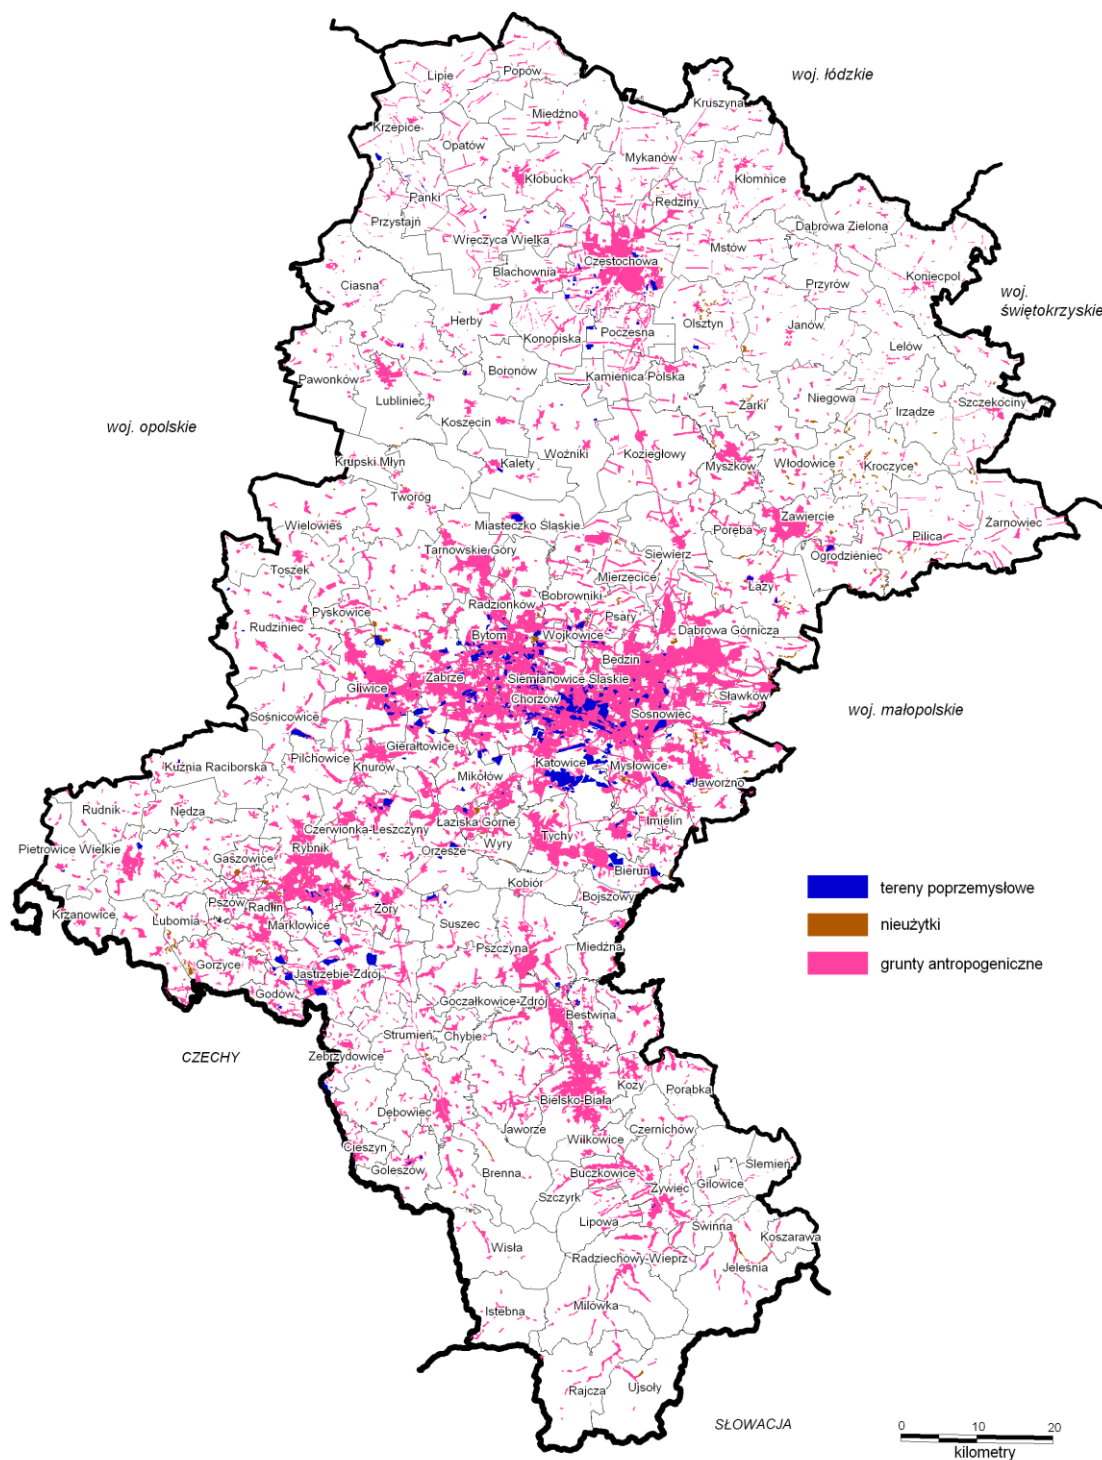 woj. łódzkie
Lipie
Popów
Kruszyna
Miedźno
Krzepice
Opatów
Mykanów
Kłobuck
Kłomnice
Panki
Rędziny
Przystajń
Dąbrowa Zielona
Wręczyca Wielka
Mstów
Częstochowa
Blachownia
Koniecpol
Ciasna
Przyrów
woj.
świętokrzyskie
Herby
Olsztyn
Janów
Konopiska
Poczesna
Lelów
Boronów
Kamienica Polska
Pawonków
Lubliniec
Żarki
Niegowa
Szczekociny
Irządze
Koszęcin
woj. opolskie
Woźniki
Koziegłowy
Krupski Młyn
Kalety
Myszków
Włodowice
Kroczyce
Tworóg
Wielowieś
Miasteczko Śląskie
Zawiercie
Żarnowiec
Poręba
Pilica
Tarnowskie Góry
Siewierz
Ogrodzieniec
Toszek
Mierzęcice
Łazy
Bobrowniki
Radzionków
Pyskowice
Psary
Rudziniec
Bytom
Wojkowice
Dąbrowa Górnicza
Będzin
Zabrze
Siemianowice Śląskie
Gliwice
Chorzów
Sławków
Sośnicowice
Sosnowiec
woj. małopolskie
Gierałtowice
Pilchowice
Kuźnia Raciborska
Knurów
Katowice
Mikołów
Mysłowice
Jaworzno
Rudnik
Nędza
Łaziska Górne
Imielin
Czerwionka-Leszczyny
Tychy
Pietrowice Wielkie
Rybnik
Orzesze
Wyry
Gaszowice
Bieruń
Kobiór
tereny poprzemysłowe
Pszów
Radlin
Bojszowy
Krzanowice
Żory
Lubomia
Marklowice
Suszec
nieużytki
Pszczyna
Miedźna
Gorzyce
Jastrzębie-Zdrój
grunty antropogeniczne
Godów
Goczałkowice-Zdrój
Bestwina
Strumień
Chybie
CZECHY
Zebrzydowice
Kozy
Porąbka
Bielsko-Biała
Dębowiec
Jaworze
Czernichów
Wilkowice
Cieszyn
Goleszów
Brenna
Buczkowice
Ślemień
Gilowice
Żywiec
Szczyrk
Lipowa
Świnna
Koszarawa
Wisła
Radziechowy-Wieprz
Jeleśnia
Istebna
Milówka
Rajcza
Ujsoły
SŁOWACJA
0 10 20
kilometry